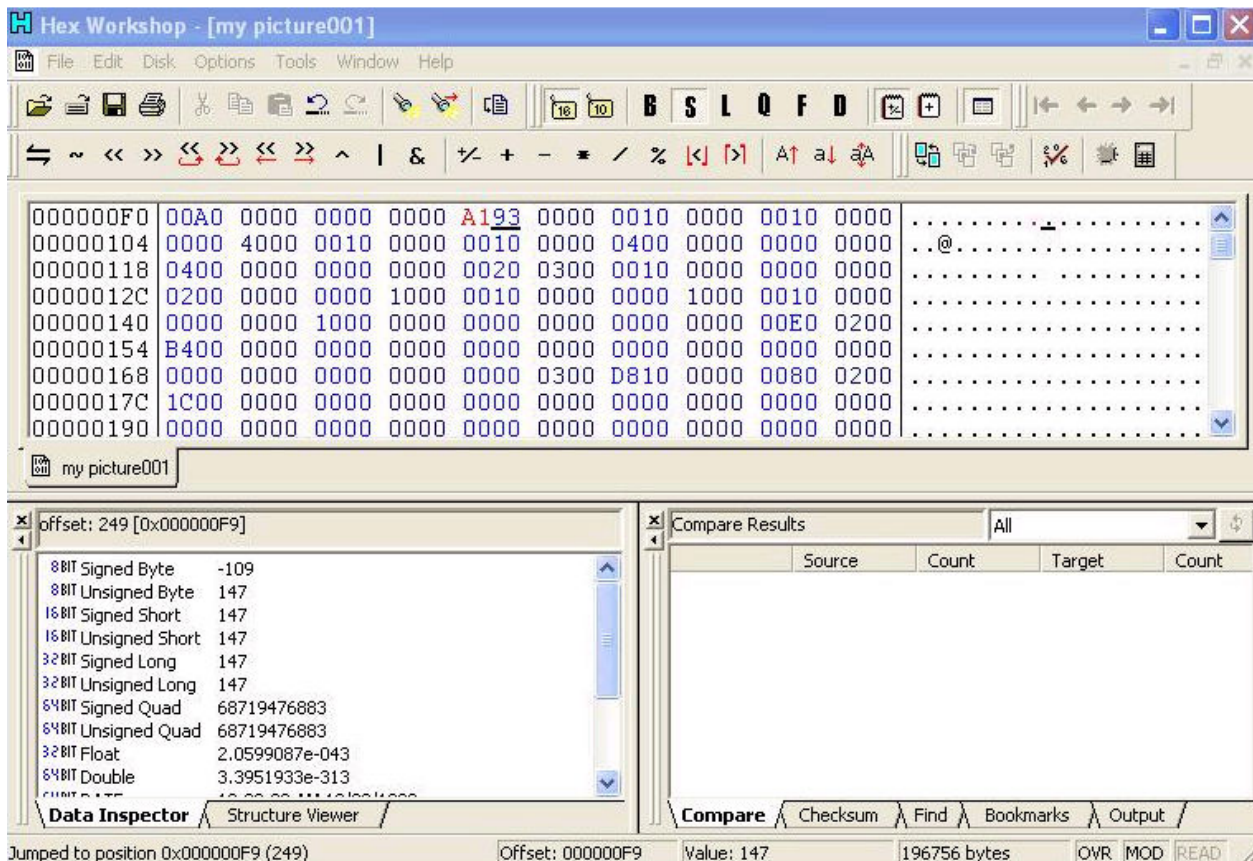 Hex Workshop - [my picture001]
File Edit Disk Options Tools Window Help
16 10 B S L Q F D
~ << >> << >> << >> ^ | & +/- + - * / % A↑ a↓
000000F0 00A0 0000 0000 0000 A193 0000 0010 0000 0010 0000 ....................
00000104 0000 4000 0010 0000 0010 0000 0400 0000 0000 0000 ..@.................
00000118 0400 0000 0000 0000 0020 0300 0010 0000 0000 0000 ......... ..........
0000012C 0200 0000 0000 1000 0010 0000 0000 1000 0010 0000 ....................
00000140 0000 0000 1000 0000 0000 0000 0000 0000 00E0 0200 ....................
00000154 B400 0000 0000 0000 0000 0000 0000 0000 0000 0000 ....................
00000168 0000 0000 0000 0000 0000 0300 D810 0000 0080 0200 ....................
0000017C 1C00 0000 0000 0000 0000 0000 0000 0000 0000 0000 ....................
00000190 0000 0000 0000 0000 0000 0000 0000 0000 0000 0000 ....................
my picture001
offset: 249 [0x000000F9]
8BIT Signed Byte -109
8BIT Unsigned Byte 147
16BIT Signed Short 147
16BIT Unsigned Short 147
32BIT Signed Long 147
32BIT Unsigned Long 147
64BIT Signed Quad 68719476883
64BIT Unsigned Quad 68719476883
32BIT Float 2.0599087e-043
64BIT Double 3.3951933e-313
Data Inspector Structure Viewer
Compare Results All
Source Count Target Count
Compare Checksum Find Bookmarks Output
Jumped to position 0x000000F9 (249) Offset: 000000F9 Value: 147 196756 bytes OVR MOD READ